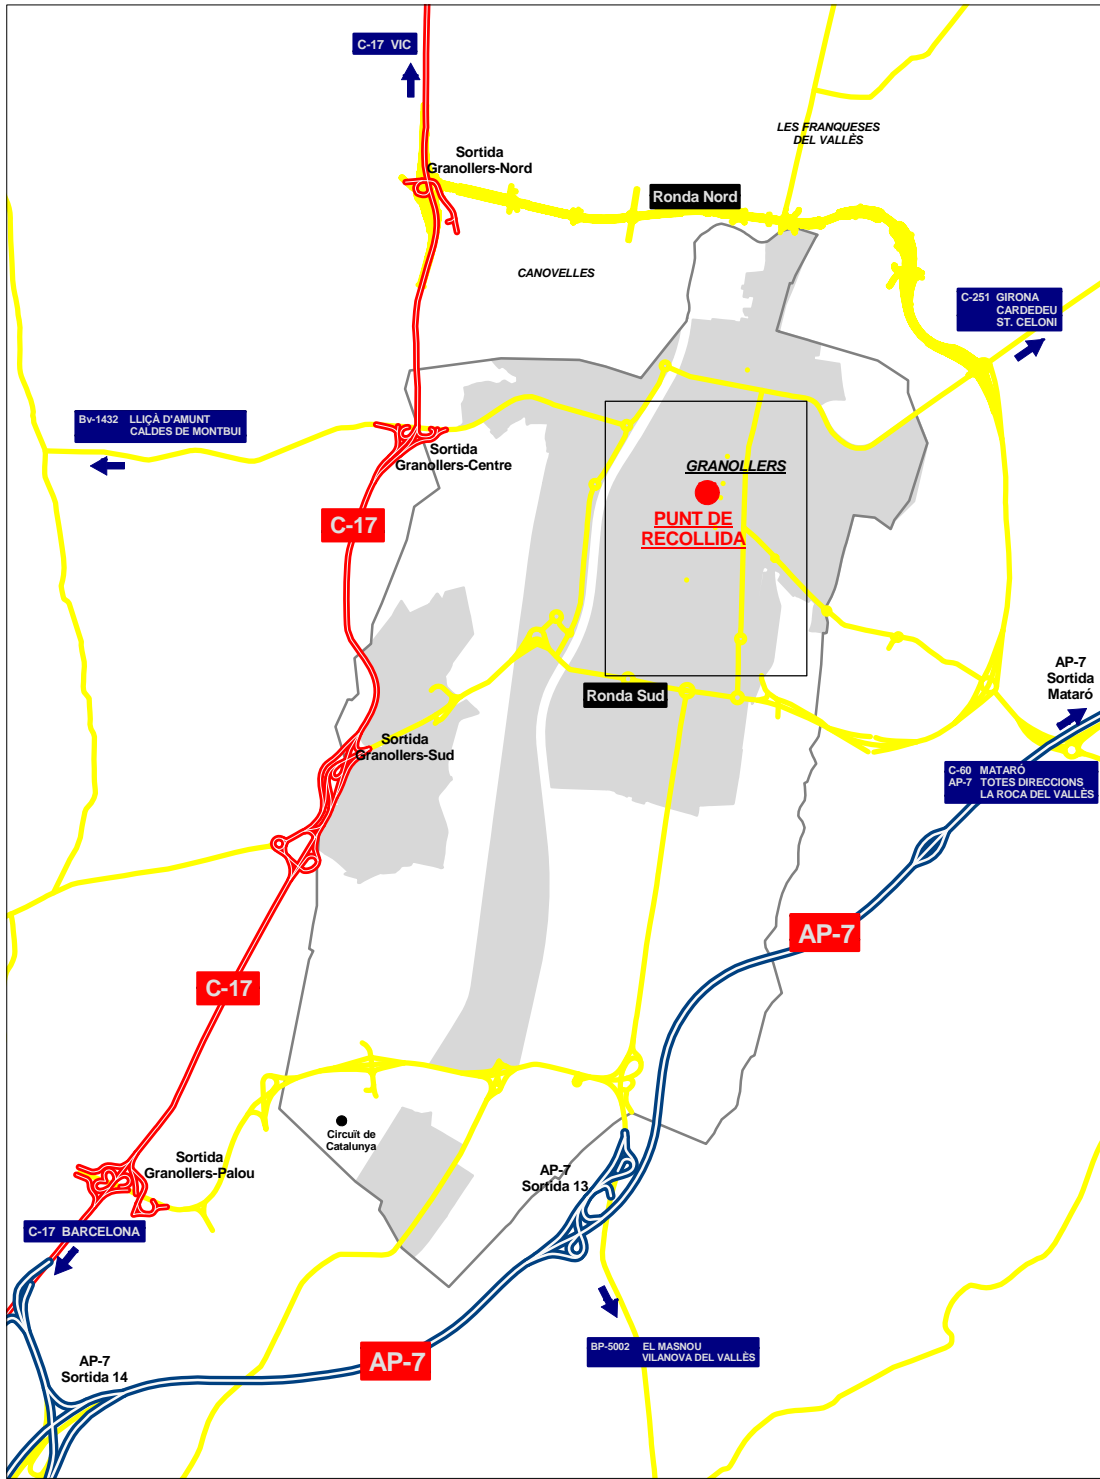 C-17 VIC
LES FRANQUESES
DEL VALLÈS
Sortida
Granollers-Nord
Ronda Nord
CANOVELLES
C-251 GIRONA
CARDEDEU
ST. CELONI
Bv-1432 LLIÇÀ D'AMUNT
CALDES DE MONTBUI
Sortida
Granollers-Centre
GRANOLLERS
C-17
PUNT DE
RECOLLIDA
AP-7
Sortida
Mataró
Ronda Sud
Sortida
Granollers-Sud
C-60 MATARÓ
AP-7 TOTES DIRECCIONS
LA ROCA DEL VALLÈS
AP-7
C-17
Circuït de
Catalunya
Sortida
Granollers-Palou
AP-7
Sortida 13
C-17 BARCELONA
BP-5002 EL MASNOU
VILANOVA DEL VALLÈS
AP-7
AP-7
Sortida 14